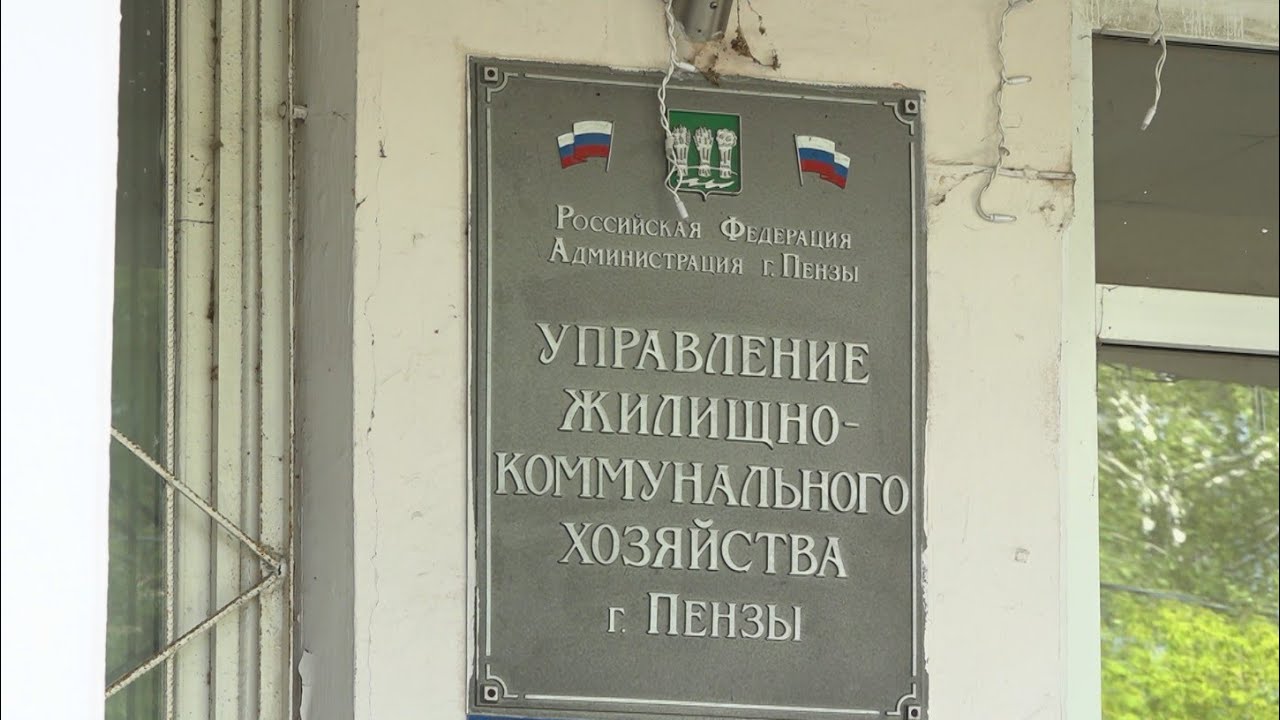 Российская Федерация
Администрация г. Пензы
УПРАВЛЕНИЕ
ЖИЛИЩНО-
КОММУНАЛЬНОГО
ХОЗЯЙСТВА
г. Пензы